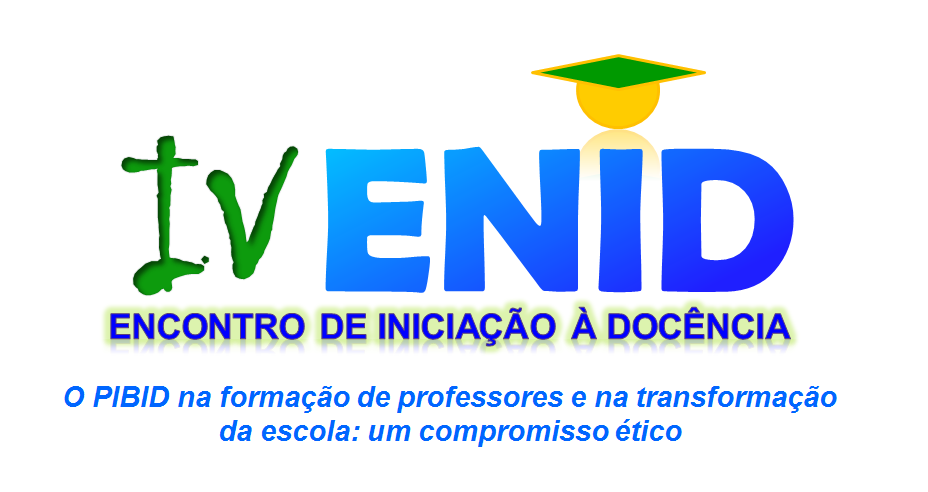 IV ENID
ENCONTRO DE INICIAÇÃO À DOCÊNCIA
O PIBID na formação de professores e na transformação
da escola: um compromisso ético